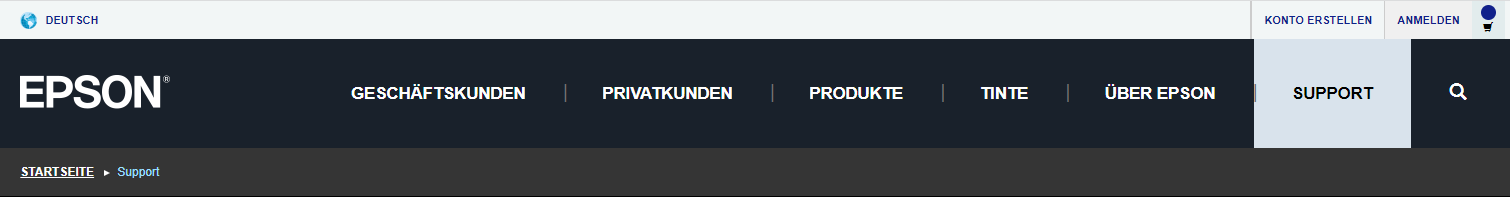 DEUTSCH KONTO ERSTELLEN ANMELDEN
EPSON® GESCHÄFTSKUNDEN PRIVATKUNDEN PRODUKTE TINTE ÜBER EPSON SUPPORT
STARTSEITE ▸ Support